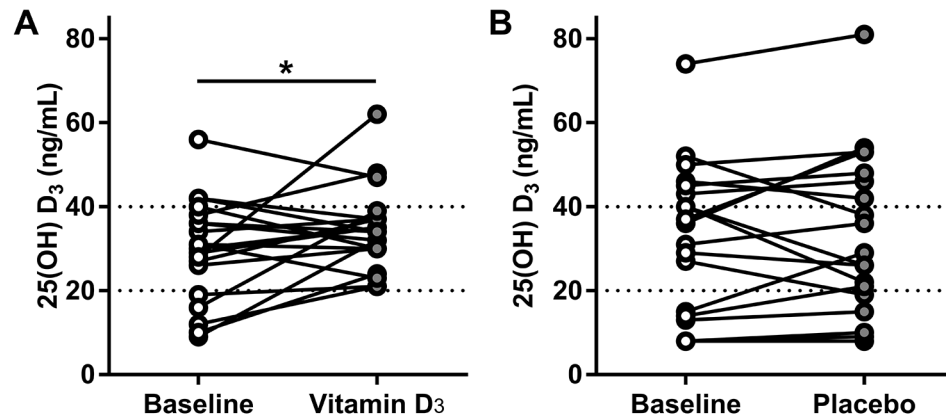 A
25(OH) D3 (ng/mL)
80
60
40
20
0
*
Baseline
Vitamin D3
B
25(OH) D3 (ng/mL)
80
60
40
20
0
Baseline
Placebo